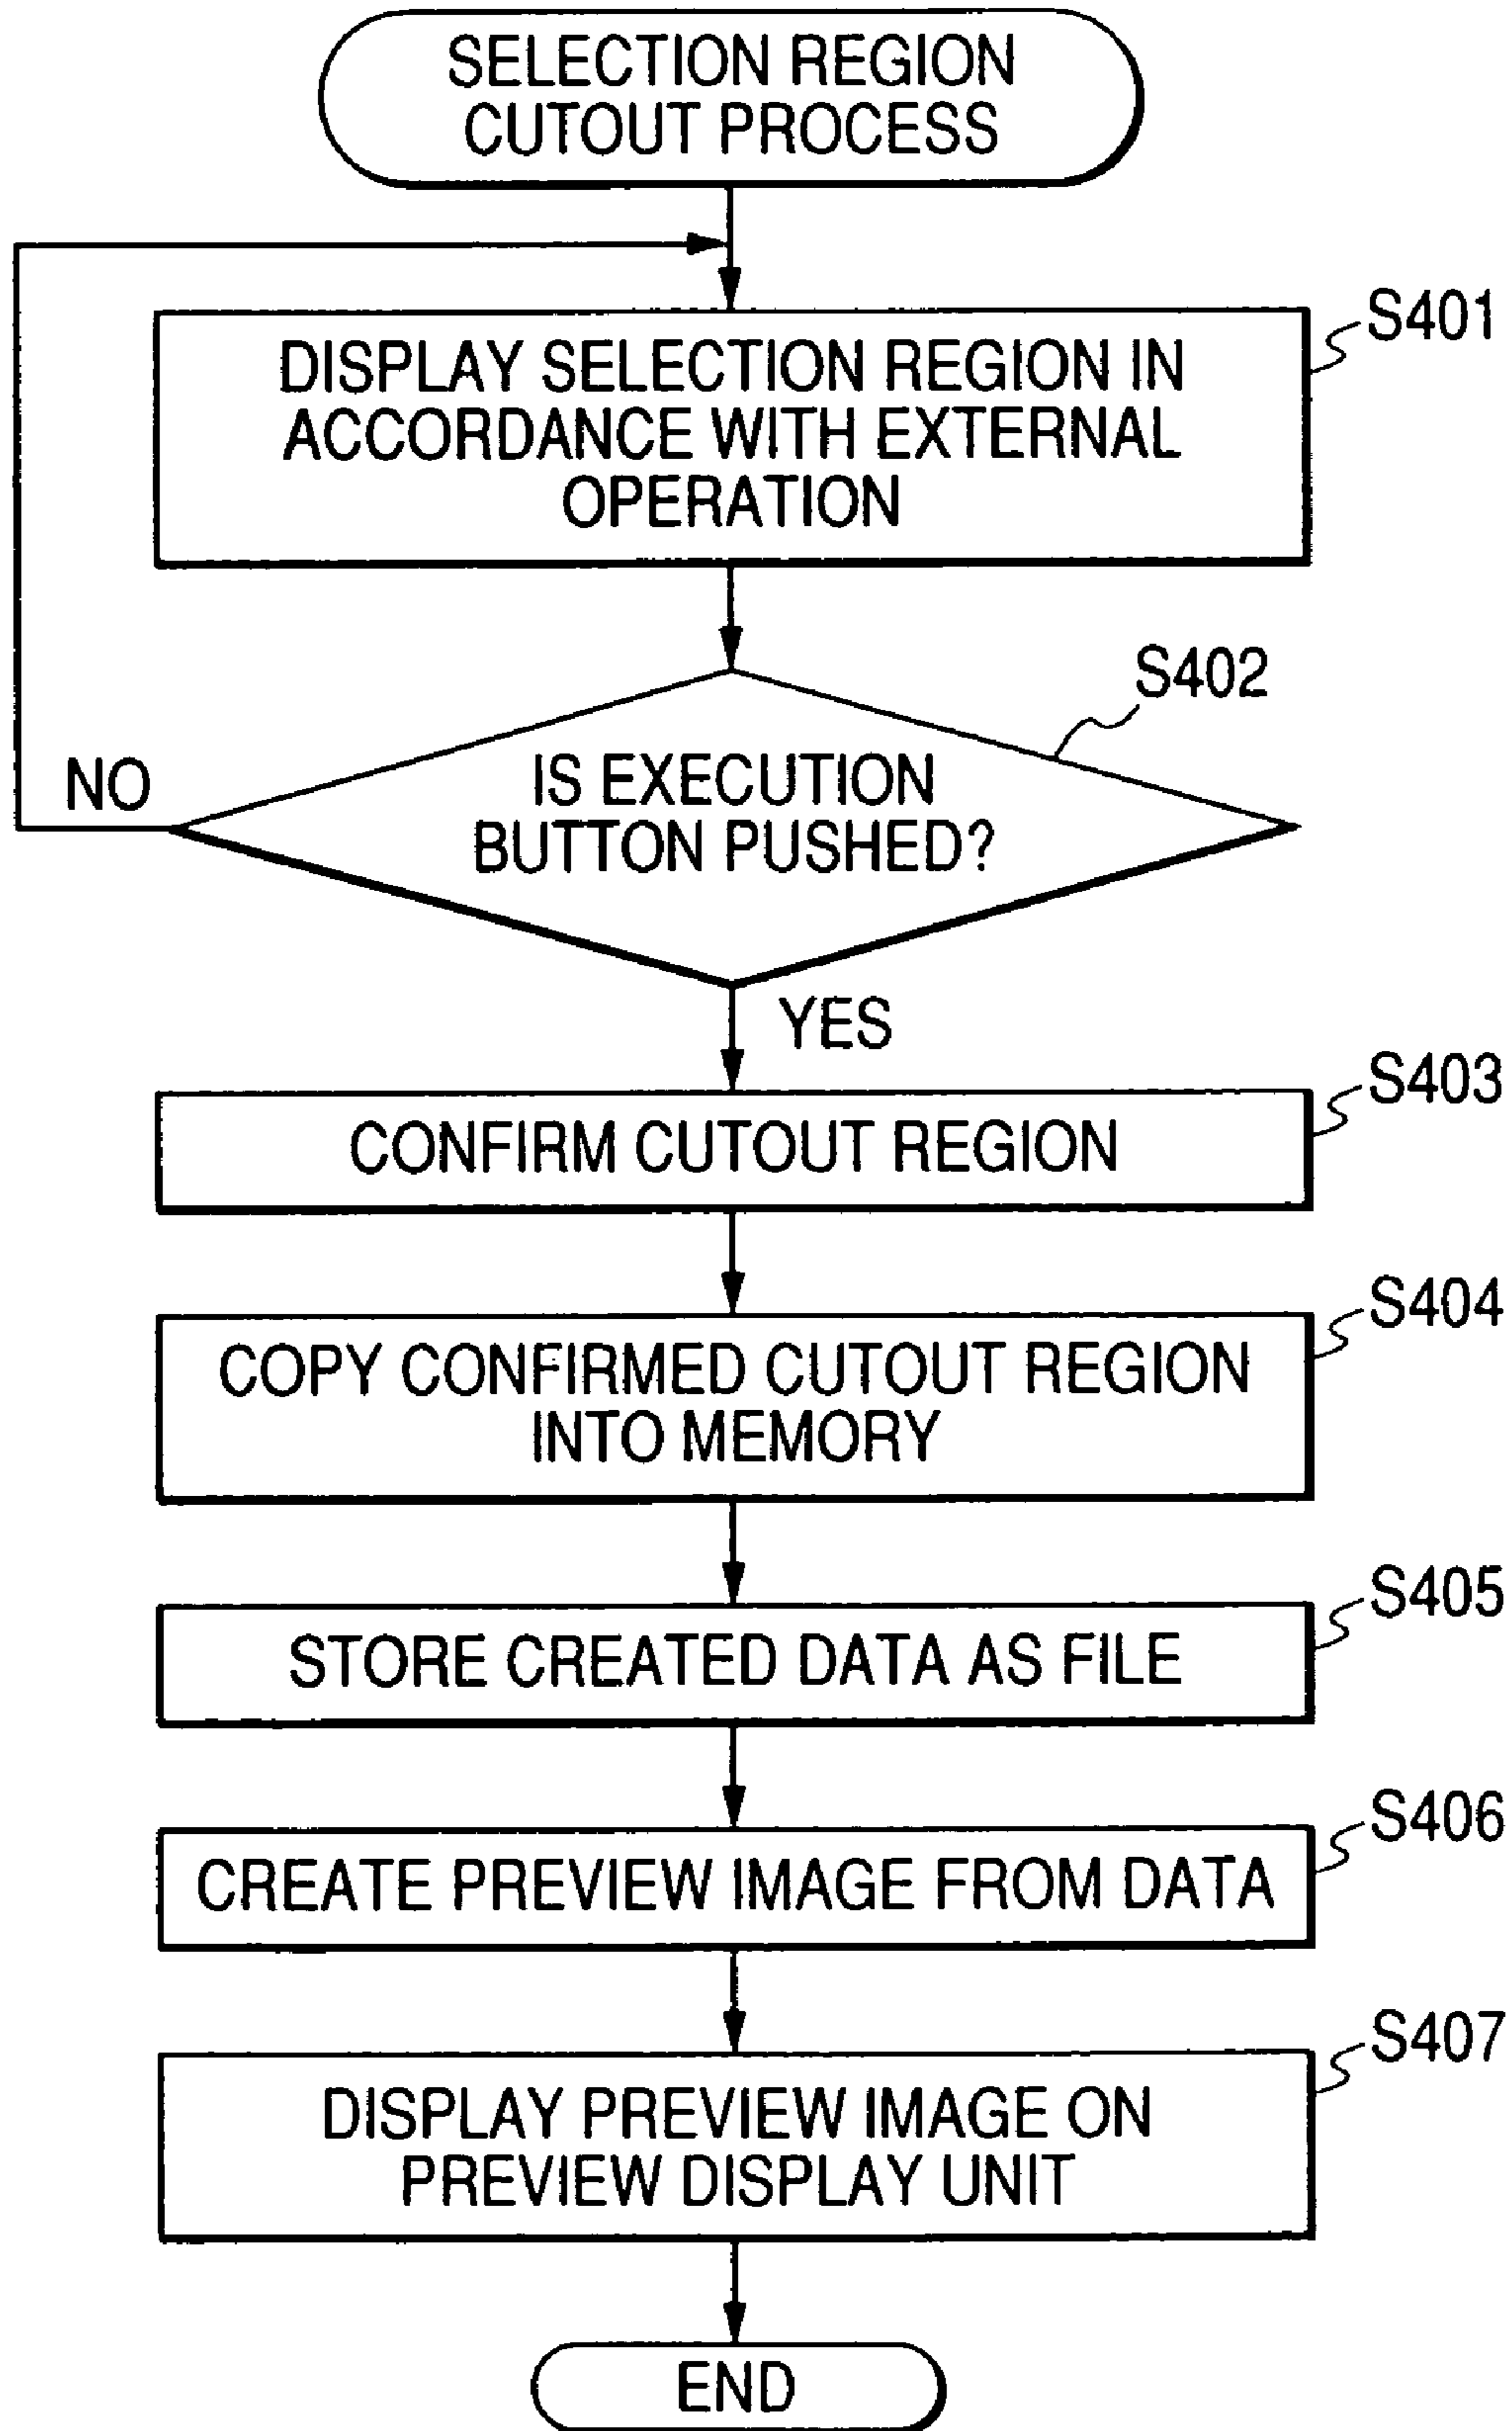 SELECTION REGION
CUTOUT PROCESS
S401
DISPLAY SELECTION REGION IN
ACCORDANCE WITH EXTERNAL
OPERATION
S402
IS EXECUTION
BUTTON PUSHED?
NO
YES
S403
CONFIRM CUTOUT REGION
S404
COPY CONFIRMED CUTOUT REGION
INTO MEMORY
S405
STORE CREATED DATA AS FILE
S406
CREATE PREVIEW IMAGE FROM DATA
S407
DISPLAY PREVIEW IMAGE ON
PREVIEW DISPLAY UNIT
END